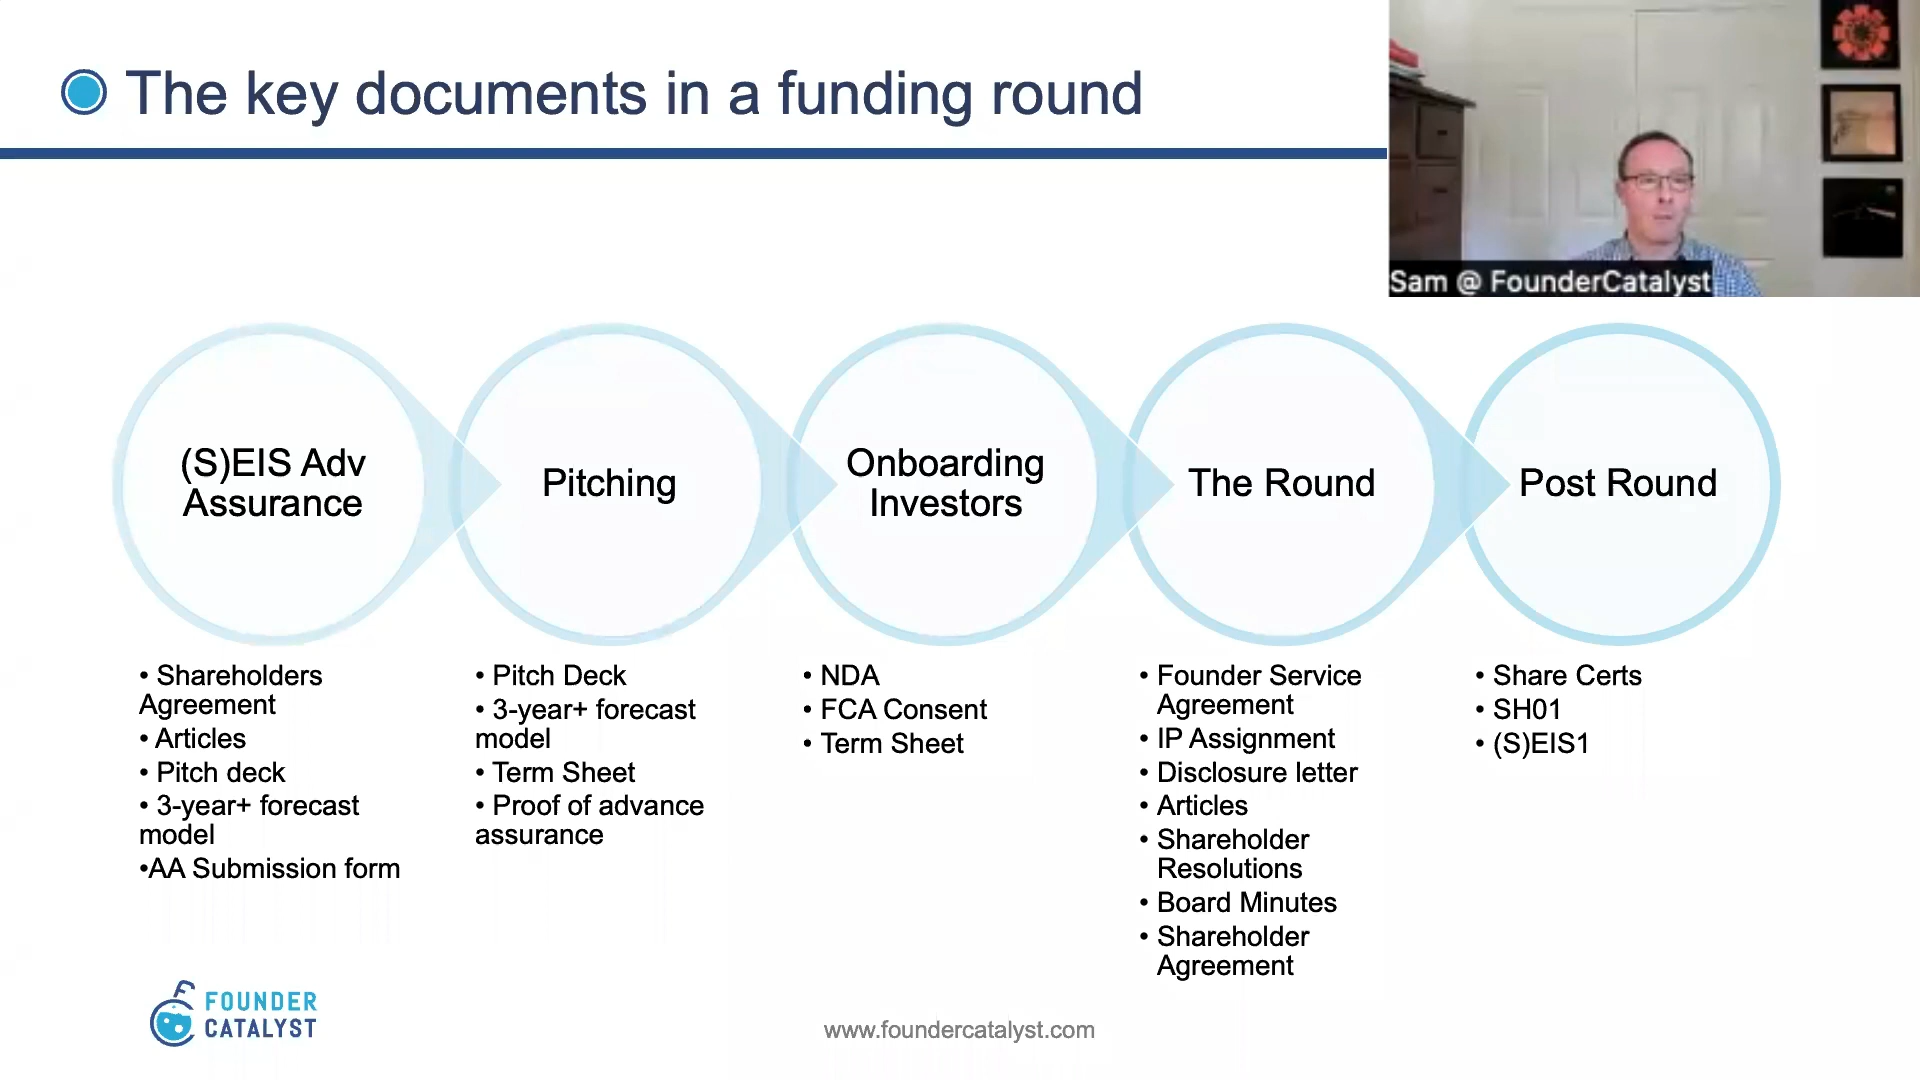 The key documents in a funding round
Sam @ FounderCatalyst
(S)EIS Adv
Assurance
Pitching
Onboarding
Investors
The Round
Post Round
• Shareholders
Agreement
• Articles
• Pitch deck
• 3-year+ forecast
model
•AA Submission form
• Pitch Deck
• 3-year+ forecast
model
• Term Sheet
• Proof of advance
assurance
• NDA
• FCA Consent
• Term Sheet
• Founder Service
Agreement
• IP Assignment
• Disclosure letter
• Articles
• Shareholder
Resolutions
• Board Minutes
• Shareholder
Agreement
• Share Certs
• SH01
• (S)EIS1
FOUNDER
CATALYST
www.foundercatalyst.com